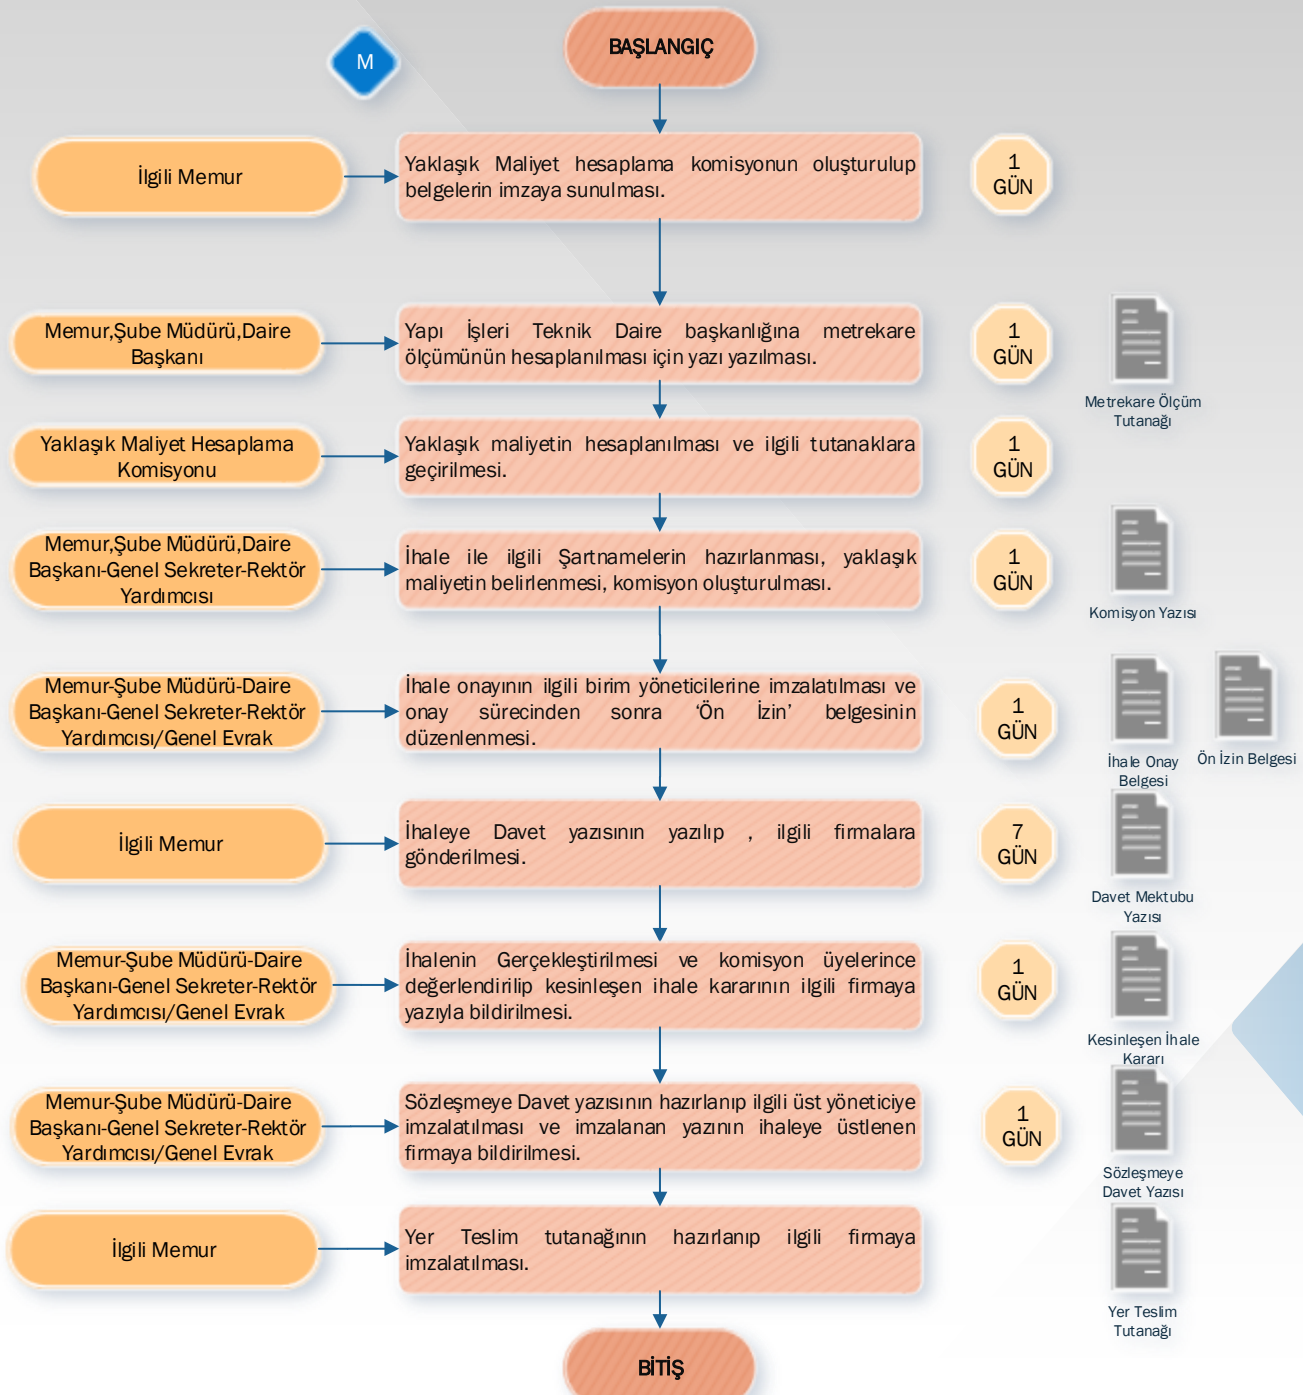 BAŞLANGIÇ
M
İlgili Memur
Yaklaşık Maliyet hesaplama komisyonun oluşturulup
belgelerin imzaya sunulması.
1
GÜN
Memur,Şube Müdürü,Daire
Başkanı
Yapı İşleri Teknik Daire başkanlığına metrekare
ölçümünün hesaplanılması için yazı yazılması.
1
GÜN
Metrekare Ölçüm
Tutanağı
Yaklaşık Maliyet Hesaplama
Komisyonu
Yaklaşık maliyetin hesaplanılması ve ilgili tutanaklara
geçirilmesi.
1
GÜN
Memur,Şube Müdürü,Daire
Başkanı-Genel Sekreter-Rektör
Yardımcısı
İhale ile ilgili Şartnamelerin hazırlanması, yaklaşık
maliyetin belirlenmesi, komisyon oluşturulması.
1
GÜN
Komisyon Yazısı
Memur-Şube Müdürü-Daire
Başkanı-Genel Sekreter-Rektör
Yardımcısı/Genel Evrak
İhale onayının ilgili birim yöneticilerine imzalatılması ve
onay sürecinden sonra ‘Ön İzin’ belgesinin
düzenlenmesi.
1
GÜN
İhale Onay
Belgesi
Ön İzin Belgesi
İlgili Memur
İhaleye Davet yazısının yazılıp , ilgili firmalara
gönderilmesi.
7
GÜN
Davet Mektubu
Yazısı
Memur-Şube Müdürü-Daire
Başkanı-Genel Sekreter-Rektör
Yardımcısı/Genel Evrak
İhalenin Gerçekleştirilmesi ve komisyon üyelerince
değerlendirilip kesinleşen ihale kararının ilgili firmaya
yazıyla bildirilmesi.
1
GÜN
Kesinleşen İhale
Kararı
Memur-Şube Müdürü-Daire
Başkanı-Genel Sekreter-Rektör
Yardımcısı/Genel Evrak
Sözleşmeye Davet yazısının hazırlanıp ilgili üst yöneticiye
imzalatılması ve imzalanan yazının ihaleye üstlenen
firmaya bildirilmesi.
1
GÜN
Sözleşmeye
Davet Yazısı
İlgili Memur
Yer Teslim tutanağının hazırlanıp ilgili firmaya
imzalatılması.
Yer Teslim
Tutanağı
BİTİŞ